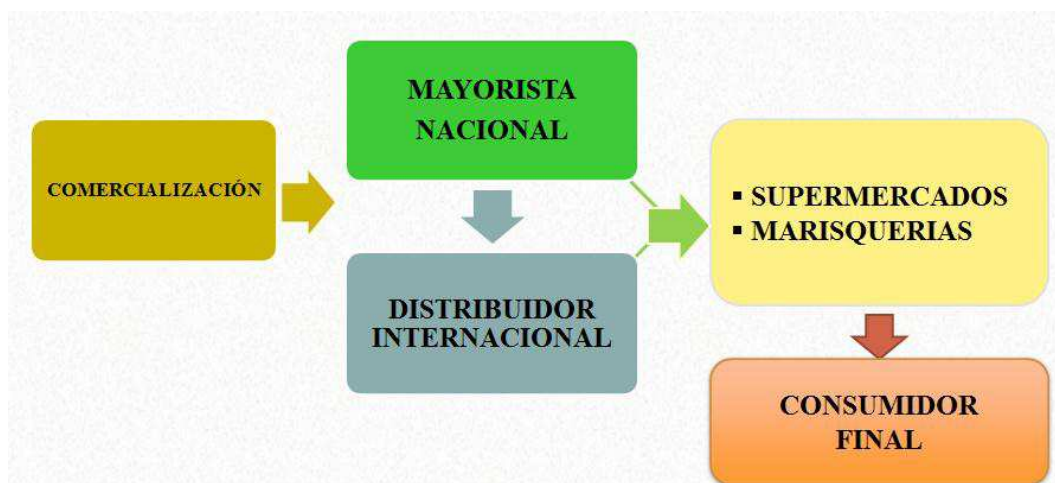 COMERCIALIZACIÓN
MAYORISTA
NACIONAL
DISTRIBUIDOR
INTERNACIONAL
▪ SUPERMERCADOS
▪ MARISQUERIAS
CONSUMIDOR
FINAL